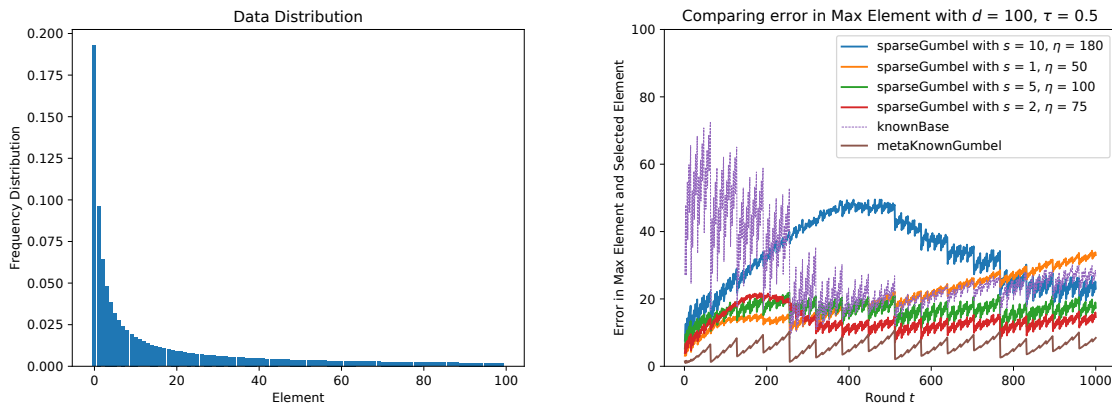 Data Distribution
0.200
0.175
0.150
0.125
0.100
0.075
0.050
0.025
0.000
Frequency Distribution
0 20 40 60 80 100
Element
Comparing error in Max Element with d = 100, τ = 0.5
100
80
60
40
20
0
Error in Max Element and Selected Element
sparseGumbel with s = 10, η = 180
sparseGumbel with s = 1, η = 50
sparseGumbel with s = 5, η = 100
sparseGumbel with s = 2, η = 75
knownBase
metaKnownGumbel
0 200 400 600 800 1000
Round t